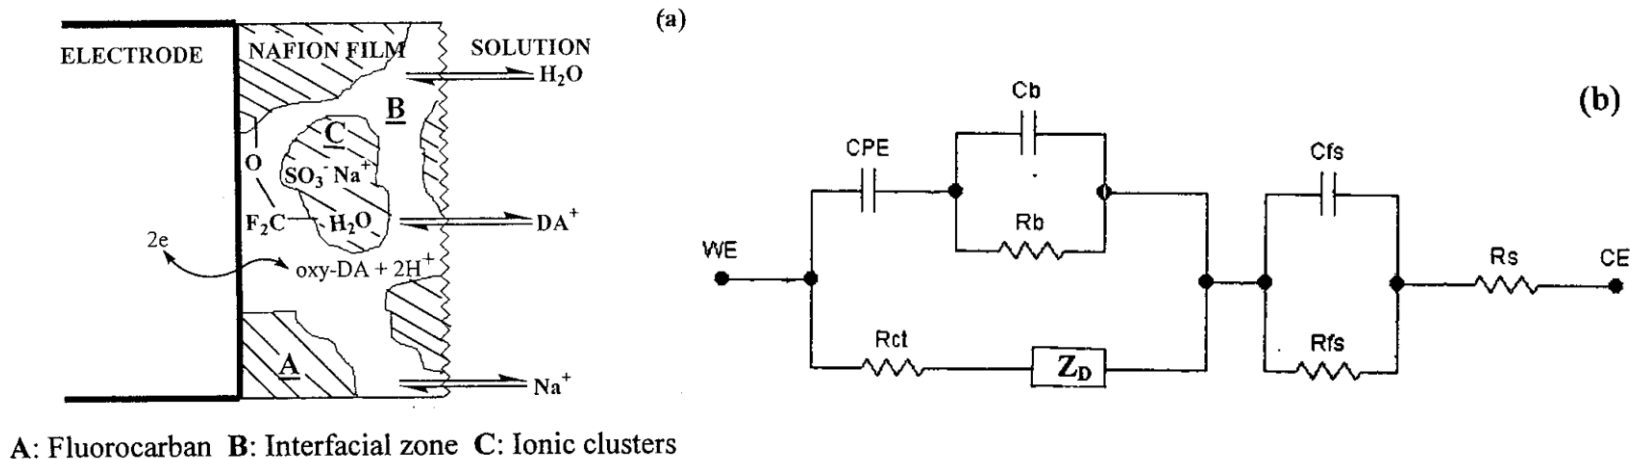 (a)
ELECTRODE
NAFION FILM
SOLUTION
H₂O
B
C
O
SO₃⁻ Na⁺
F₂C
H₂O
DA⁺
2e
oxy-DA + 2H⁺
A
Na⁺
A: Fluorocarban B: Interfacial zone C: Ionic clusters
(b)
Cb
CPE
Cfs
Rb
WE
Rs
CE
Rct
Z_D
Rfs